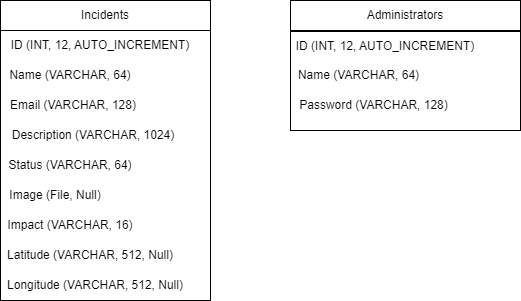 Incidents
ID (INT, 12, AUTO_INCREMENT)
Name (VARCHAR, 64)
Email (VARCHAR, 128)
Description (VARCHAR, 1024)
Status (VARCHAR, 64)
Image (File, Null)
Impact (VARCHAR, 16)
Latitude (VARCHAR, 512, Null)
Longitude (VARCHAR, 512, Null)
Administrators
ID (INT, 12, AUTO_INCREMENT)
Name (VARCHAR, 64)
Password (VARCHAR, 128)